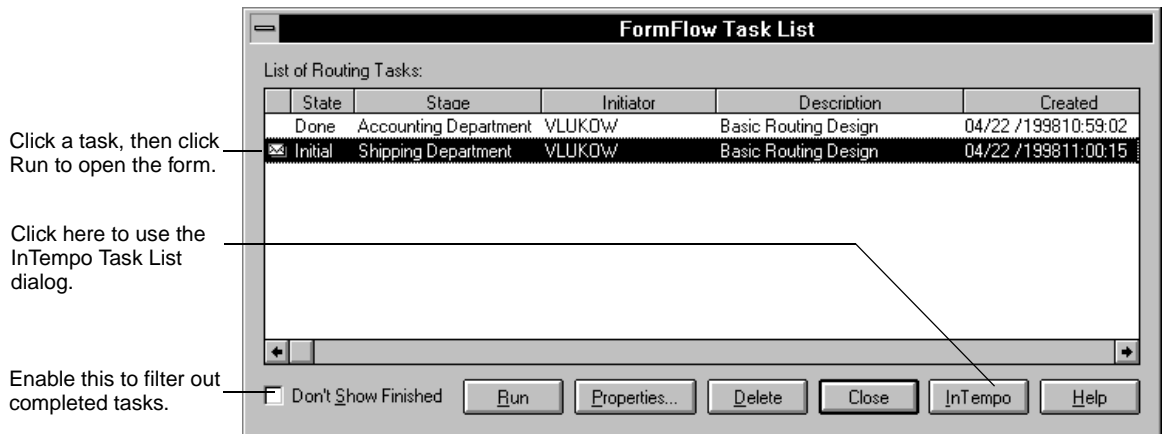 FormFlow Task List
List of Routing Tasks:
State Stage Initiator Description Created
Done Accounting Department VLUKOW Basic Routing Design 04/22 /199810:59:02
Initial Shipping Department VLUKOW Basic Routing Design 04/22 /199811:00:15
Click a task, then click
Run to open the form.
Click here to use the
InTempo Task List
dialog.
Enable this to filter out
completed tasks.
Don't Show Finished Run Properties... Delete Close InTempo Help